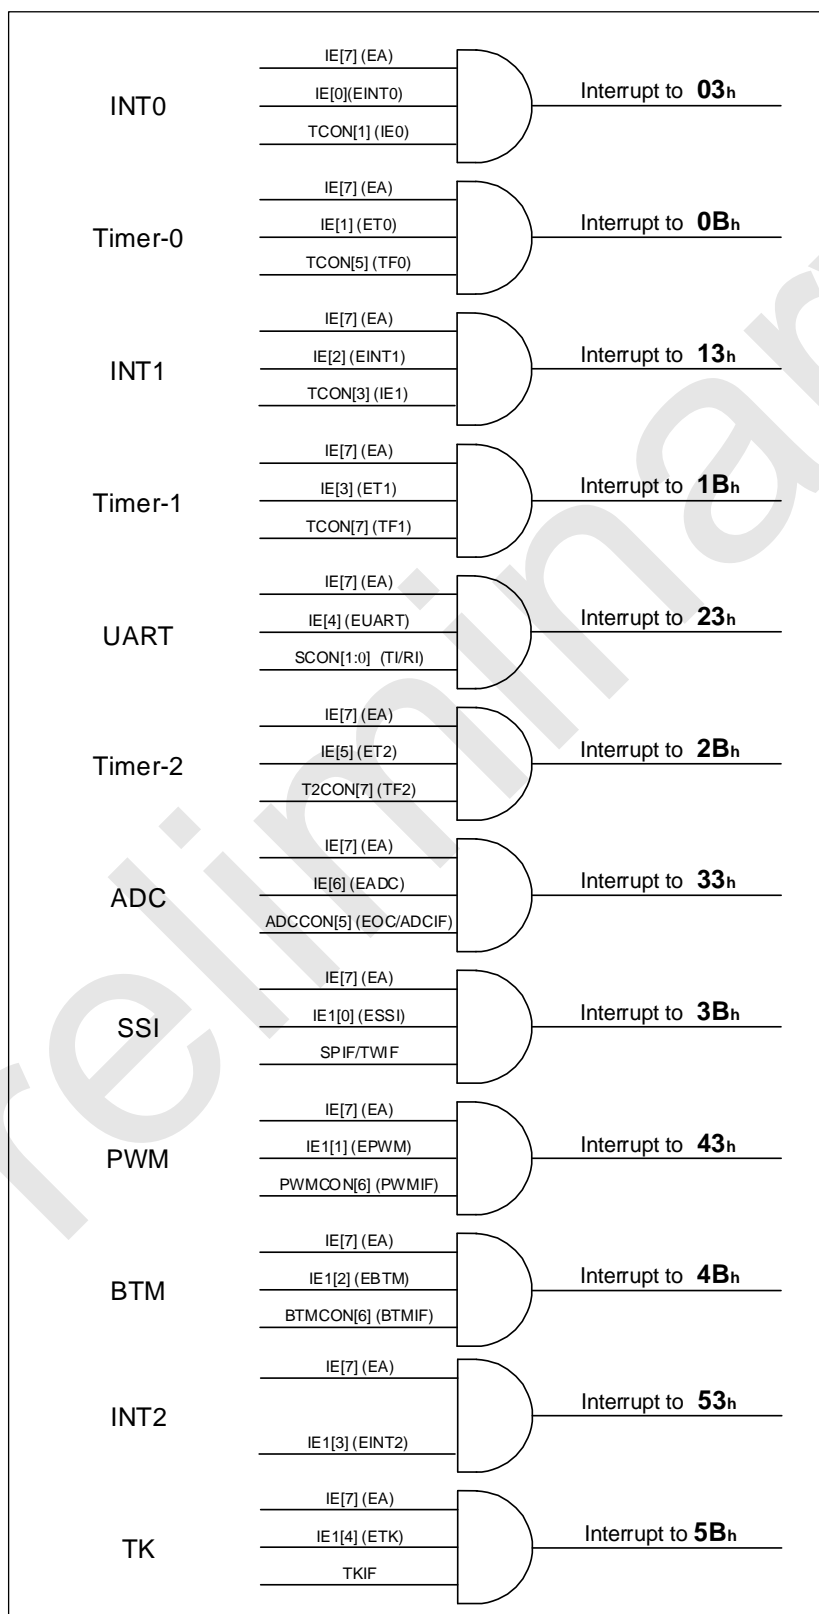 IE[7] (EA)
INT0
IE[0](EINT0)
TCON[1] (IE0)
Interrupt to 03h
IE[7] (EA)
Timer-0
IE[1] (ET0)
TCON[5] (TF0)
Interrupt to 0Bh
IE[7] (EA)
INT1
IE[2] (EINT1)
TCON[3] (IE1)
Interrupt to 13h
IE[7] (EA)
Timer-1
IE[3] (ET1)
TCON[7] (TF1)
Interrupt to 1Bh
IE[7] (EA)
UART
IE[4] (EUART)
SCON[1:0] (TI/RI)
Interrupt to 23h
IE[7] (EA)
Timer-2
IE[5] (ET2)
T2CON[7] (TF2)
Interrupt to 2Bh
IE[7] (EA)
ADC
IE[6] (EADC)
ADCCON[5] (EOC/ADCIF)
Interrupt to 33h
IE[7] (EA)
SSI
IE1[0] (ESSI)
SPIF/TWIF
Interrupt to 3Bh
IE[7] (EA)
PWM
IE1[1] (EPWM)
PWMCON[6] (PWMIF)
Interrupt to 43h
IE[7] (EA)
BTM
IE1[2] (EBTM)
BTMCON[6] (BTMIF)
Interrupt to 4Bh
IE[7] (EA)
INT2
IE1[3] (EINT2)
Interrupt to 53h
IE[7] (EA)
TK
IE1[4] (ETK)
TKIF
Interrupt to 5Bh